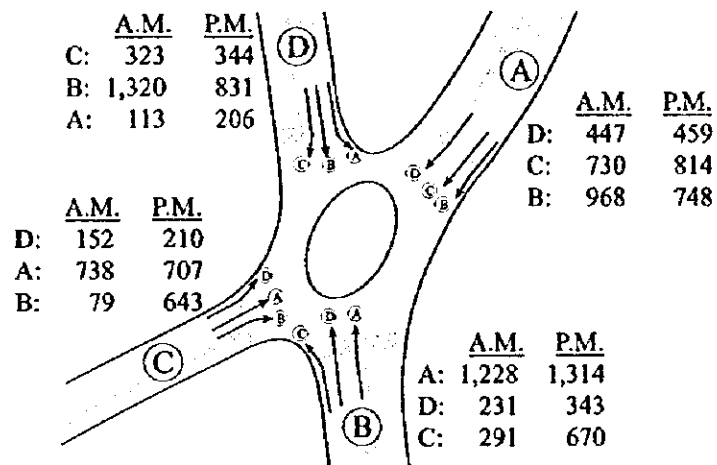 A.M. P.M.
C: 323 344
B: 1,320 831
A: 113 206
D
A
A.M. P.M.
D: 447 459
C: 730 814
B: 968 748
C B A
D
C
B
A.M. P.M.
D: 152 210
A: 738 707
B: 79 643
D
A
B
C
D A
C
B
A.M. P.M.
A: 1,228 1,314
D: 231 343
C: 291 670